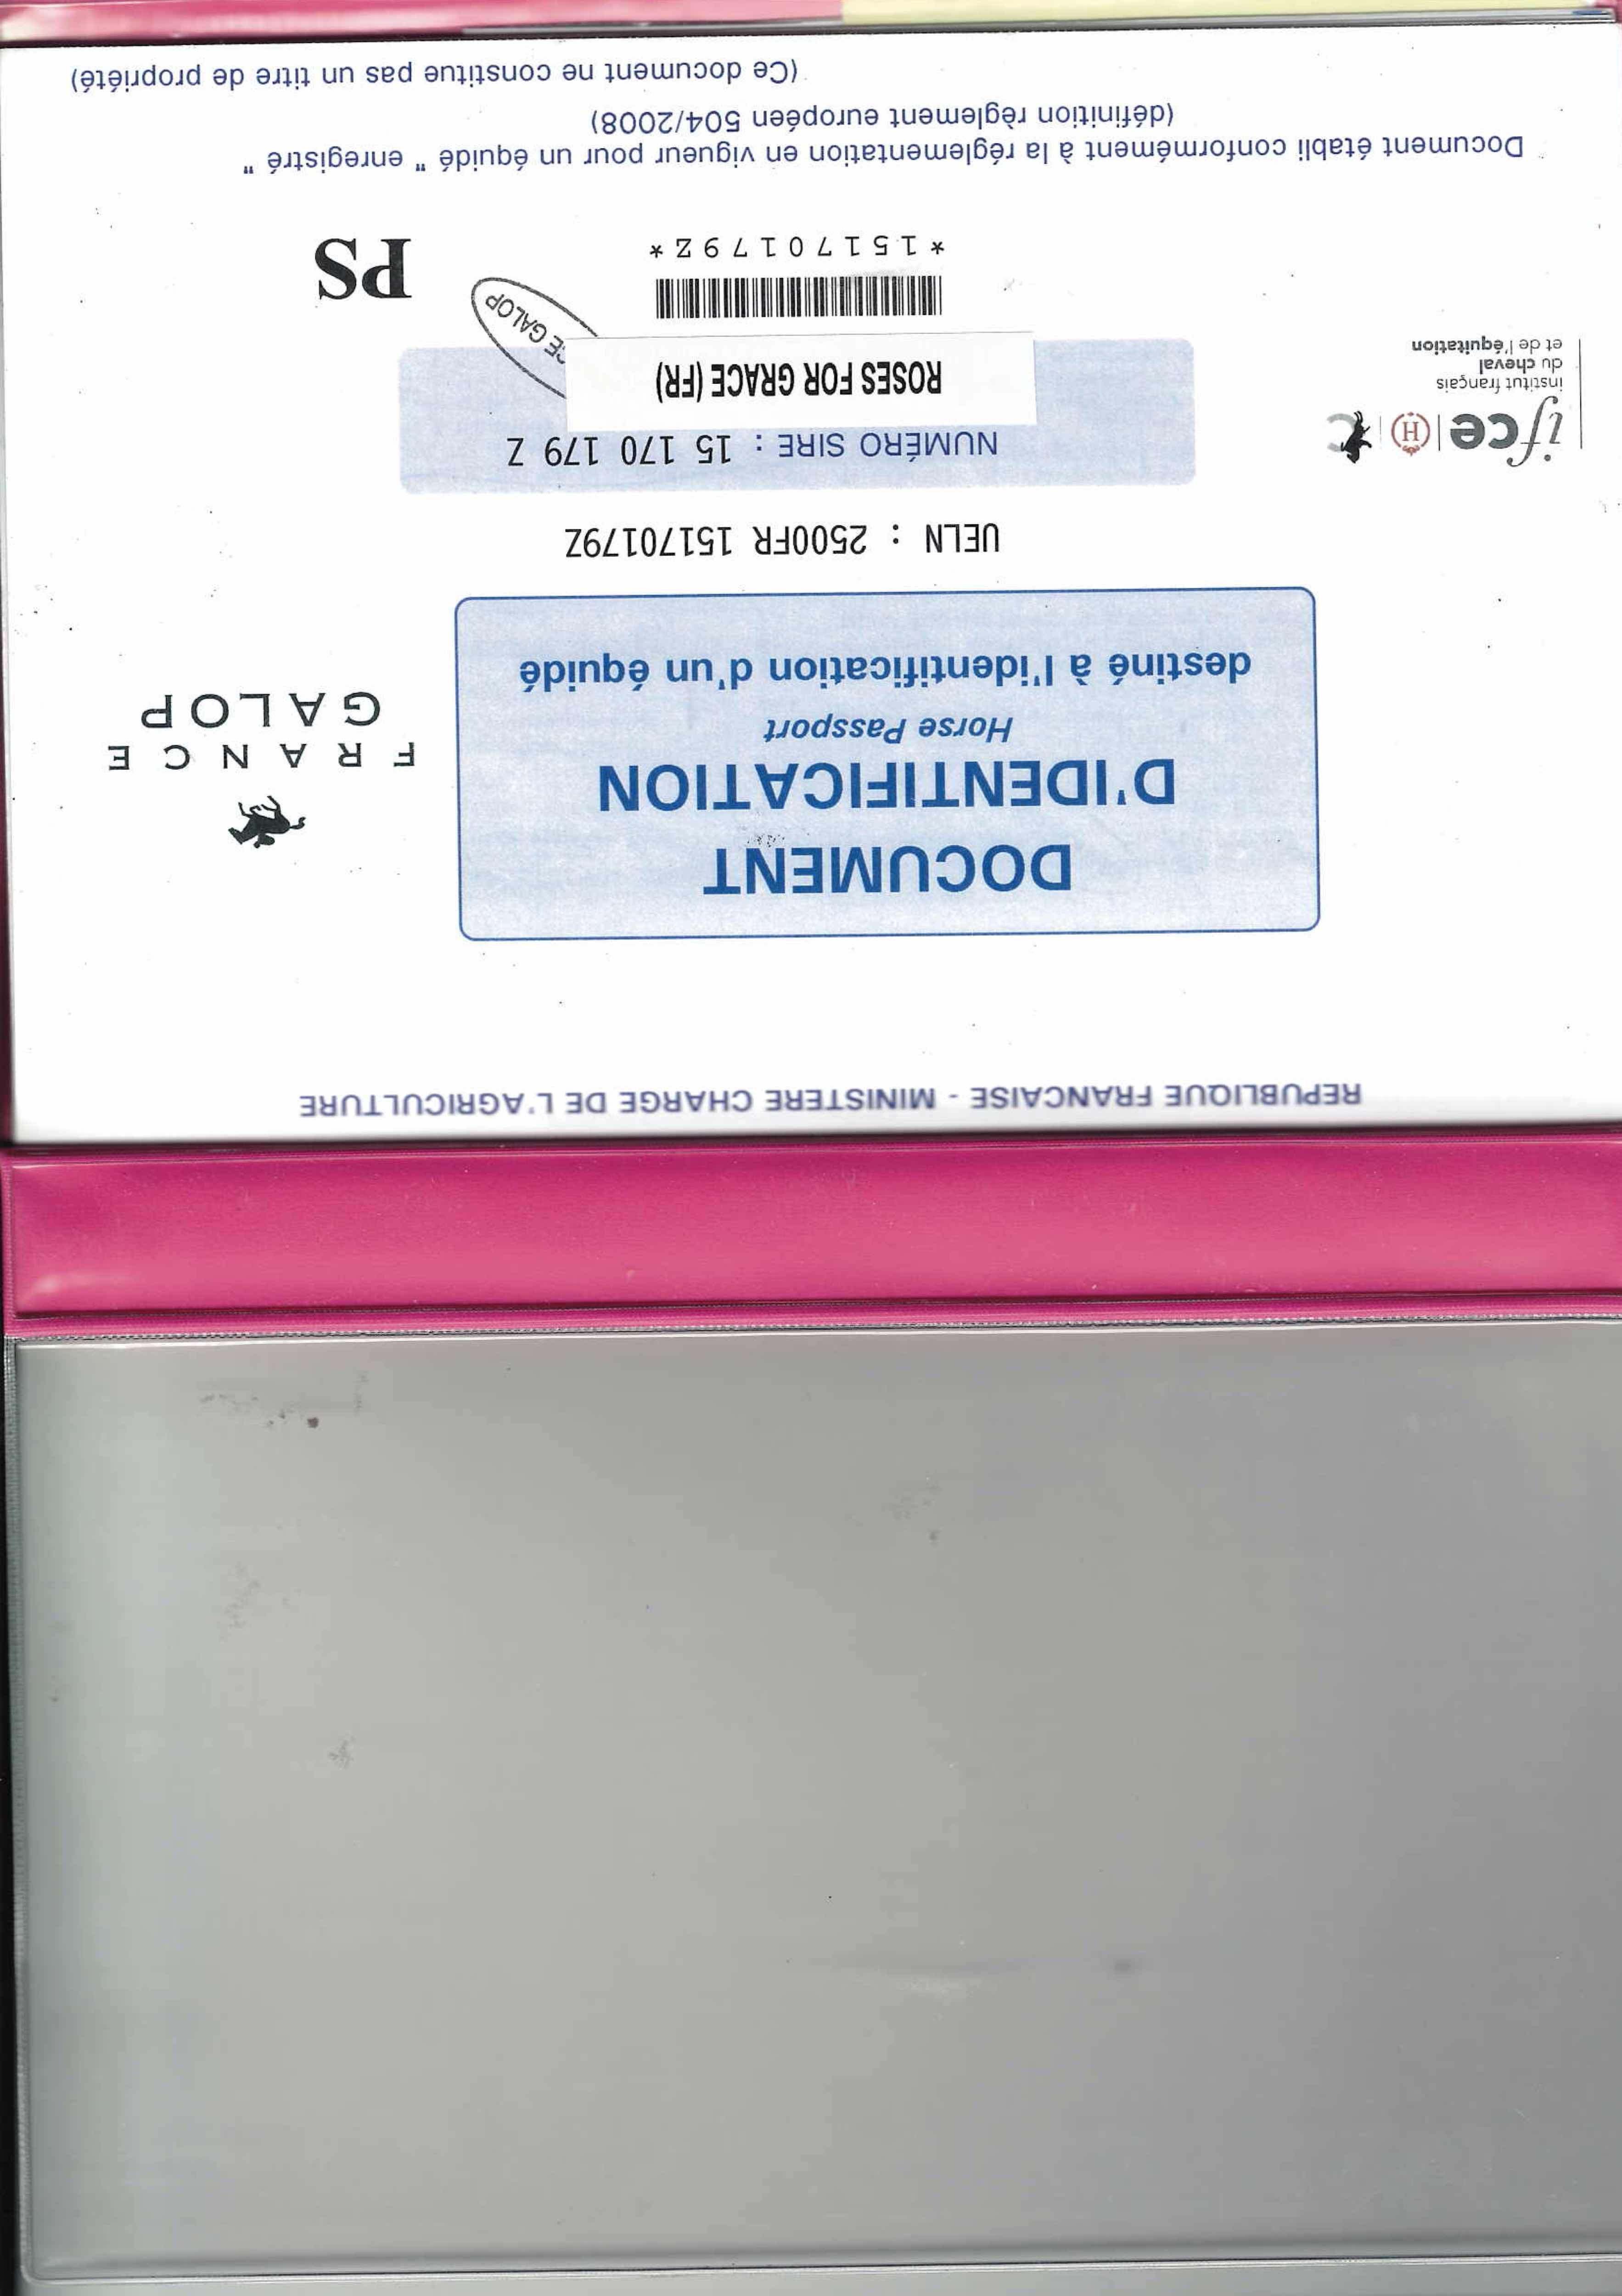 REPUBLIQUE FRANCAISE - MINISTERE CHARGE DE L'AGRICULTURE
DOCUMENT
D'IDENTIFICATION
Horse Passport
destiné à l'identification d'un équidé
FRANCE
GALOP
UELN : 2500FR 15170179Z
ifce H
institut français
du cheval
et de l'équitation
NUMÉRO SIRE : 15 170 179 Z
ROSES FOR GRACE (FR)
CE GALOP
*15170179Z*
PS
Document établi conformément à la réglementation en vigueur pour un équidé " enregistré "
(définition règlement européen 504/2008)
(Ce document ne constitue pas un titre de propriété)